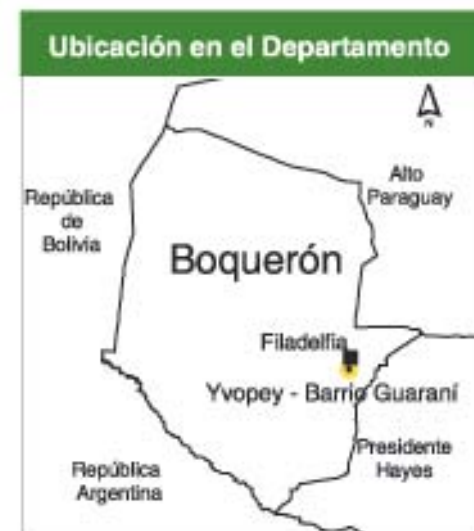 Ubicación en el Departamento
N
Alto
Paraguay
República
de
Bolivia
Boquerón
Filadelfia
Yvopey - Barrio Guaraní
Presidente
Hayes
República
Argentina